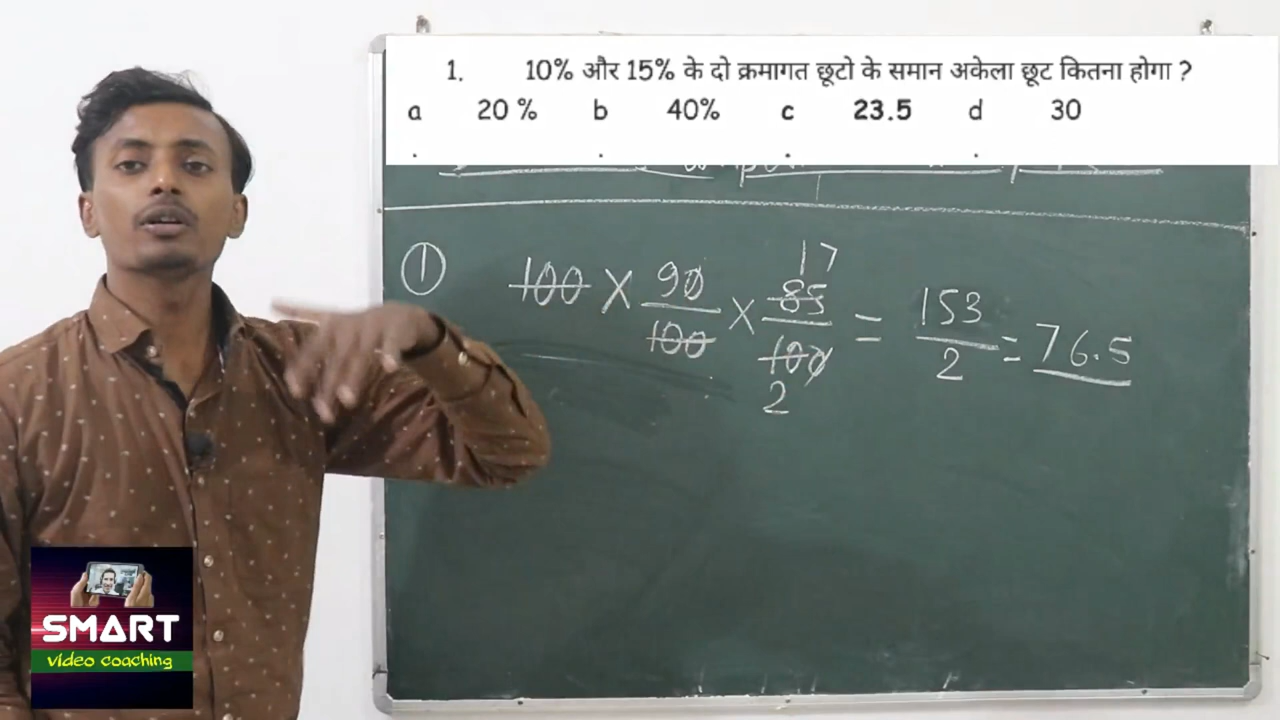 1. 10% और 15% के दो क्रमागत छूटो के समान अकेला छूट कितना होगा ?
a. 20 % b. 40% c. 23.5 d. 30
① 100 × 90/100 × 85/100 = 153/2 = 76.5
17
2
SMART
video coaching